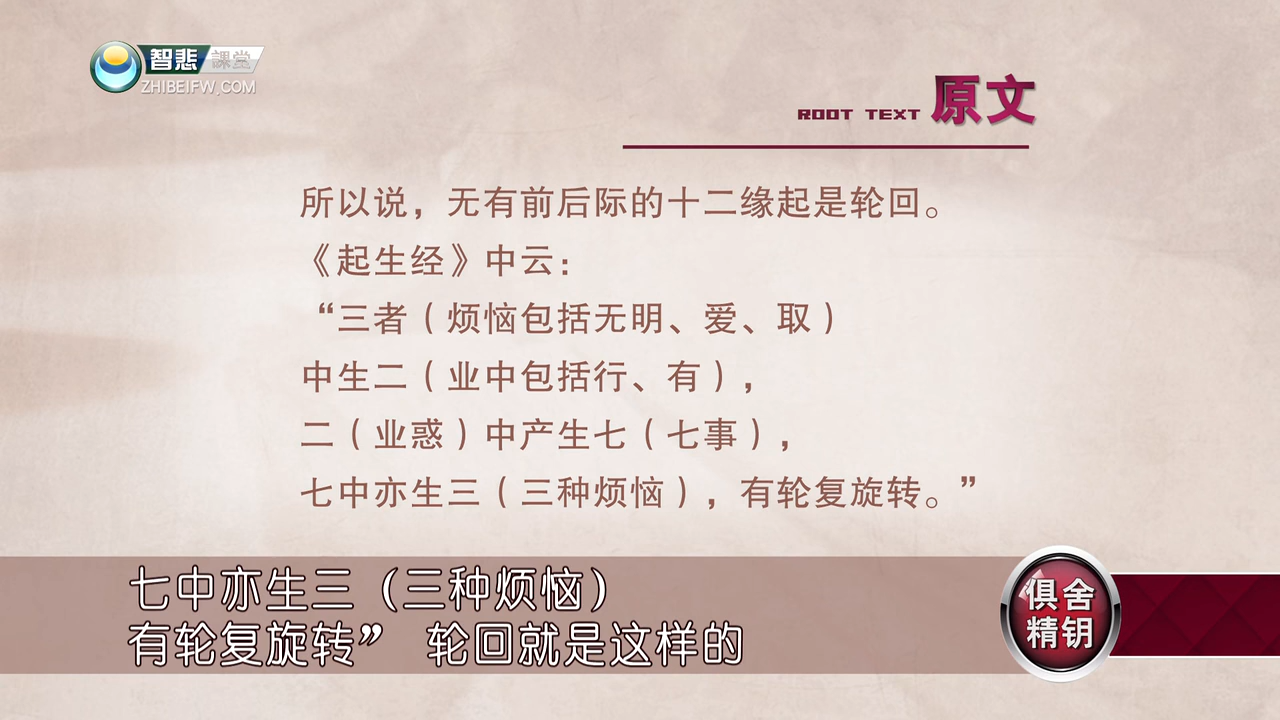 智悲課堂
ZHIBEIFW.COM
ROOT TEXT 原文
所以说，无有前后际的十二缘起是轮回。
《起生经》中云：
“三者（烦恼包括无明、爱、取）
中生二（业中包括行、有），
二（业惑）中产生七（七事），
七中亦生三（三种烦恼），有轮复旋转。”
七中亦生三（三种烦恼）
有轮复旋转” 轮回就是这样的
俱舍
精钥